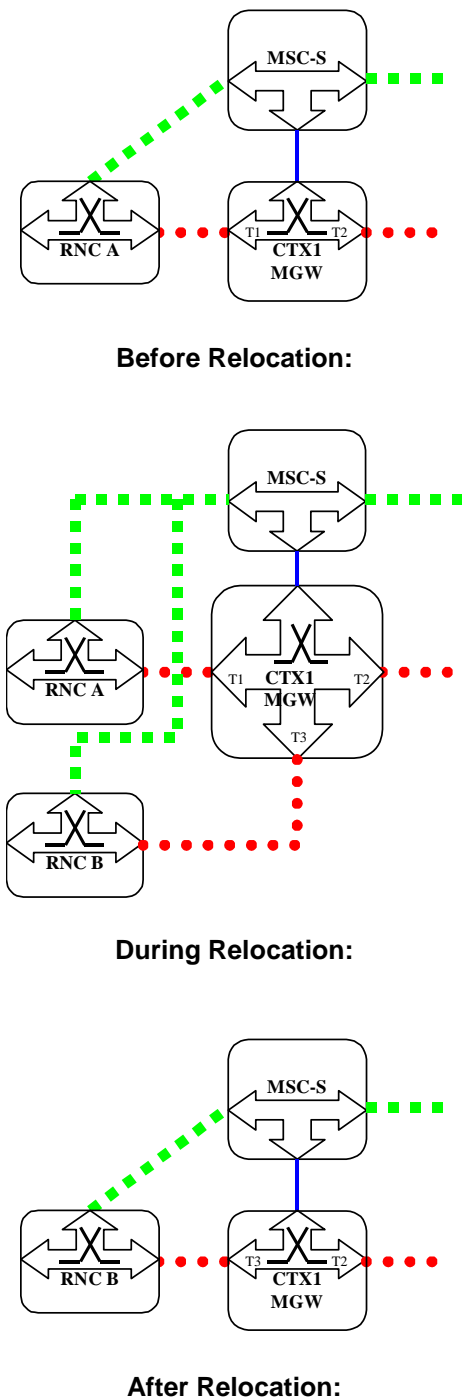 MSC-S
RNC A
T1
T2
CTX1
MGW
Before Relocation:
MSC-S
RNC A
T1
CTX1
T2
MGW
T3
RNC B
During Relocation:
MSC-S
RNC B
T3
T2
CTX1
MGW
After Relocation: